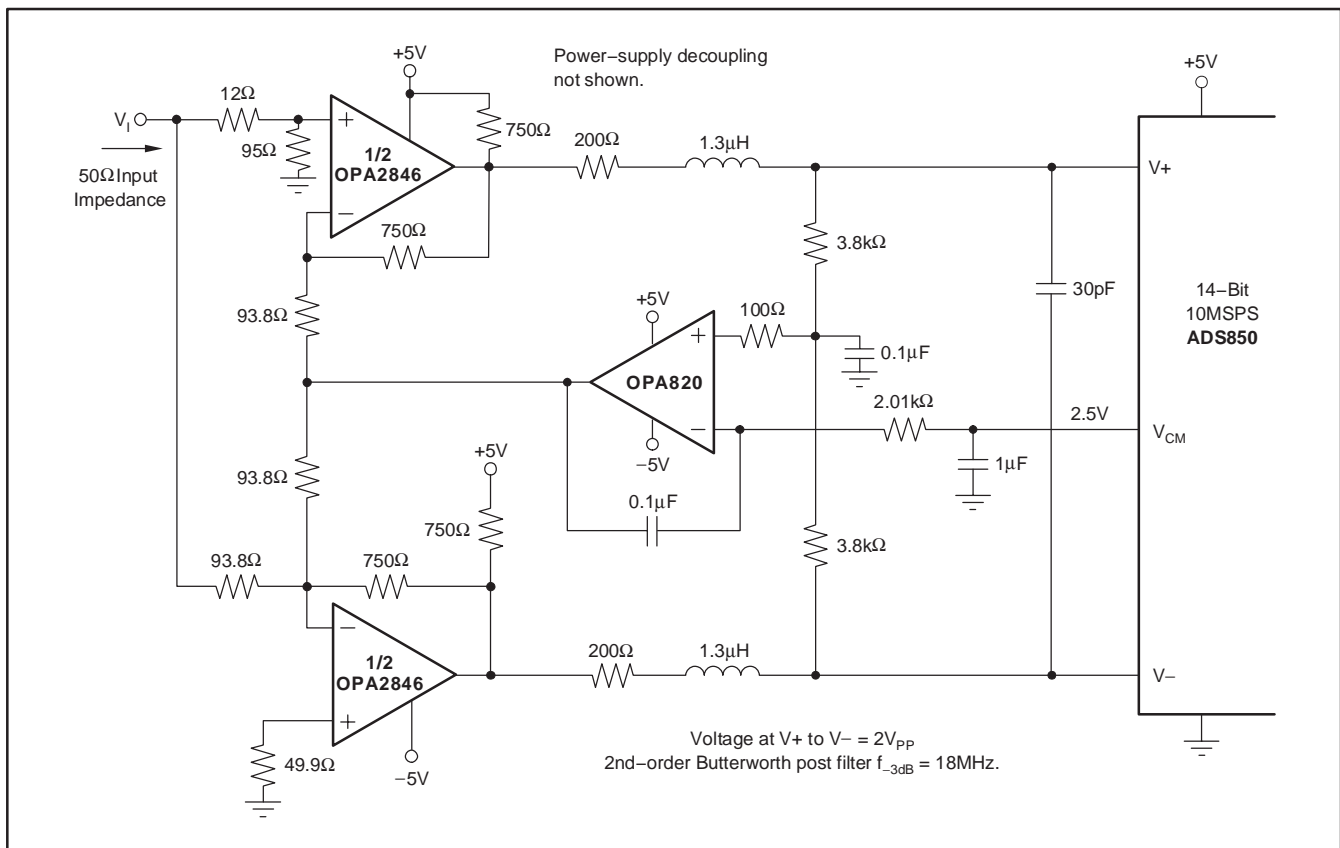 +5V
Power−supply decoupling
not shown.
+5V
12Ω
V_I
+
95Ω
750Ω
200Ω
1.3µH
1/2
OPA2846
V+
50Ω Input
Impedance
−
750Ω
3.8kΩ
93.8Ω
+5V
100Ω
30pF
14−Bit
10MSPS
ADS850
+
0.1µF
OPA820
2.01kΩ
2.5V
−
V_CM
−5V
+5V
1µF
93.8Ω
0.1µF
750Ω
3.8kΩ
93.8Ω
750Ω
−
200Ω
1.3µH
1/2
OPA2846
V−
+
49.9Ω
−5V
Voltage at V+ to V− = 2V_PP
2nd-order Butterworth post filter f_−3dB = 18MHz.